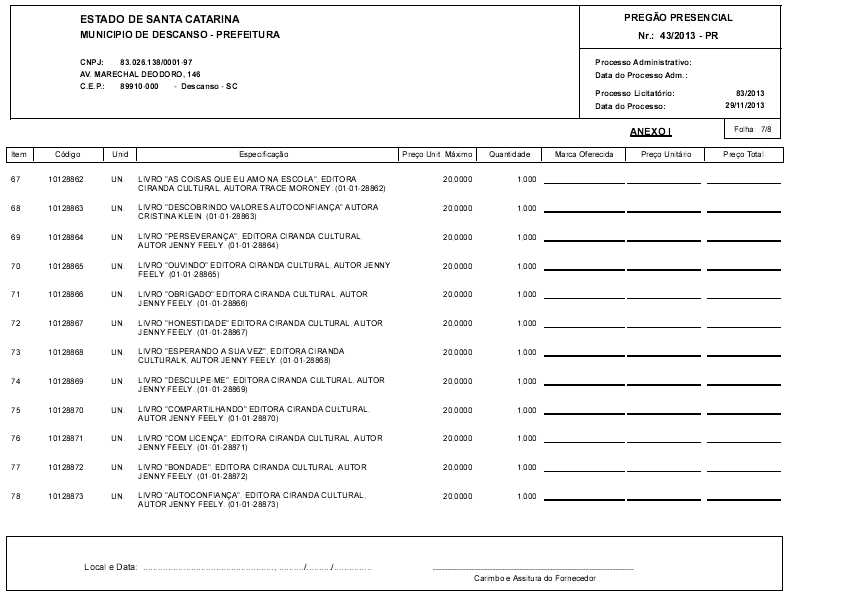 ESTADO DE SANTA CATARINA
MUNICIPIO DE DESCANSO - PREFEITURA
CNPJ: 83.026.138/0001-97
AV. MARECHAL DEODORO, 146
C.E.P.: 89910-000 - Descanso - SC
PREGÃO PRESENCIAL
Nr.: 43/2013 - PR
Processo Administrativo:
Data do Processo Adm.:
Processo Licitatório: 83/2013
Data do Processo: 29/11/2013
ANEXO I
Folha: 7/8
Item Código Unid Especificação Preço Unit. Máximo Quantidade Marca Oferecida Preço Unitário Preço Total
67 10128862 UN. LIVRO "AS COISAS QUE EU AMO NA ESCOLA", EDITORA 20,0000 1,000
CIRANDA CULTURAL, AUTORA TRACE MORONEY. (01-01-28862)
68 10128863 UN. LIVRO "DESCOBRINDO VALORES AUTOCONFIANÇA" AUTORA 20,0000 1,000
CRISTINA KLEIN. (01-01-28863)
69 10128864 UN. LIVRO "PERSEVERANÇA", EDITORA CIRANDA CULTURAL, 20,0000 1,000
AUTOR JENNY FEELY. (01-01-28864)
70 10128865 UN. LIVRO "OUVINDO" EDITORA CIRANDA CULTURAL, AUTOR JENNY 20,0000 1,000
FEELY. (01-01-28865)
71 10128866 UN. LIVRO "OBRIGADO" EDITORA CIRANDA CULTURAL, AUTOR 20,0000 1,000
JENNY FEELY. (01-01-28866)
72 10128867 UN. LIVRO "HONESTIDADE" EDITORA CIRANDA CULTURAL, AUTOR 20,0000 1,000
JENNY FEELY. (01-01-28867)
73 10128868 UN. LIVRO "ESPERANDO A SUA VEZ", EDITORA CIRANDA 20,0000 1,000
CULTURALK, AUTOR JENNY FEELY. (01-01-28868)
74 10128869 UN. LIVRO "DESCULPE-ME", EDITORA CIRANDA CULTURAL, AUTOR 20,0000 1,000
JENNY FEELY. (01-01-28869)
75 10128870 UN. LIVRO "COMPARTILHANDO" EDITORA CIRANDA CULTURAL, 20,0000 1,000
AUTOR JENNY FEELY. (01-01-28870)
76 10128871 UN. LIVRO "COM LICENÇA", EDITORA CIRANDA CULTURAL, AUTOR 20,0000 1,000
JENNY FEELY. (01-01-28871)
77 10128872 UN. LIVRO "BONDADE", EDITORA CIRANDA CULTURAL, AUTOR 20,0000 1,000
JENNY FEELY. (01-01-28872)
78 10128873 UN. LIVRO "AUTOCONFIANÇA", EDITORA CIRANDA CULTURAL, 20,0000 1,000
AUTOR JENNY FEELY. (01-01-28873)
Local e Data: ................................................, ........./........./..............
Carimbo e Assitura do Fornecedor